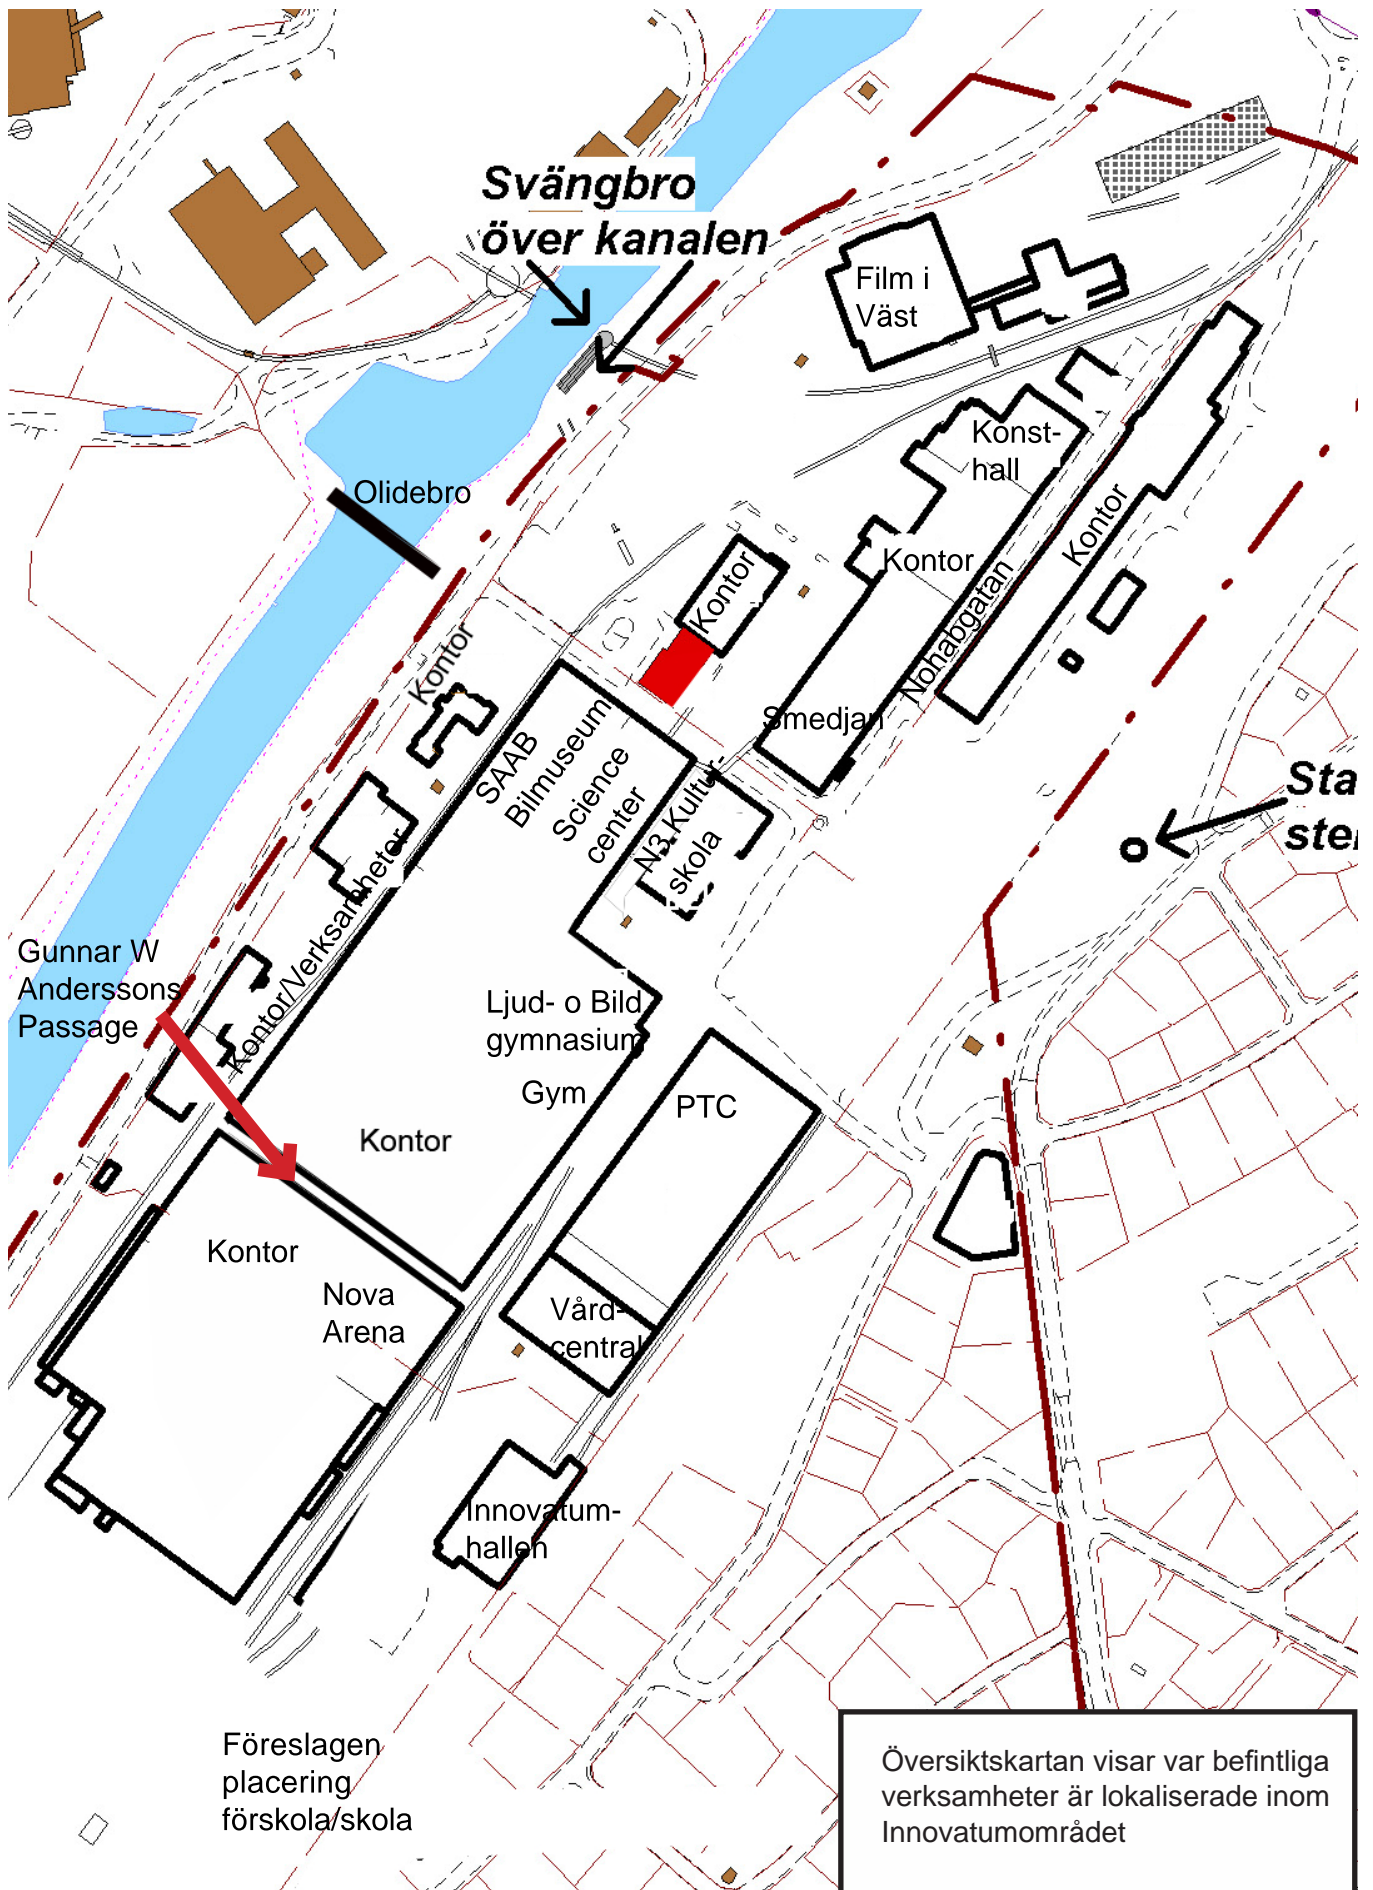 Svängbro
över kanalen
Film i
Väst
Konst-
hall
Olidebro
Kontor
Kontor
Kontor
Nohabgatan
Kontor
Smedjan
SAAB
Bilmuseum
Science
center
N3 Kultur-
skola
Sta
ste
Kontor/Verksamheter
Gunnar W
Anderssons
Passage
Ljud- o Bild
gymnasium
Gym
PTC
Kontor
Kontor
Nova
Arena
Vård-
central
Innovatum-
hallen
Föreslagen
placering
förskola/skola
Översiktskartan visar var befintliga
verksamheter är lokaliserade inom
Innovatumområdet